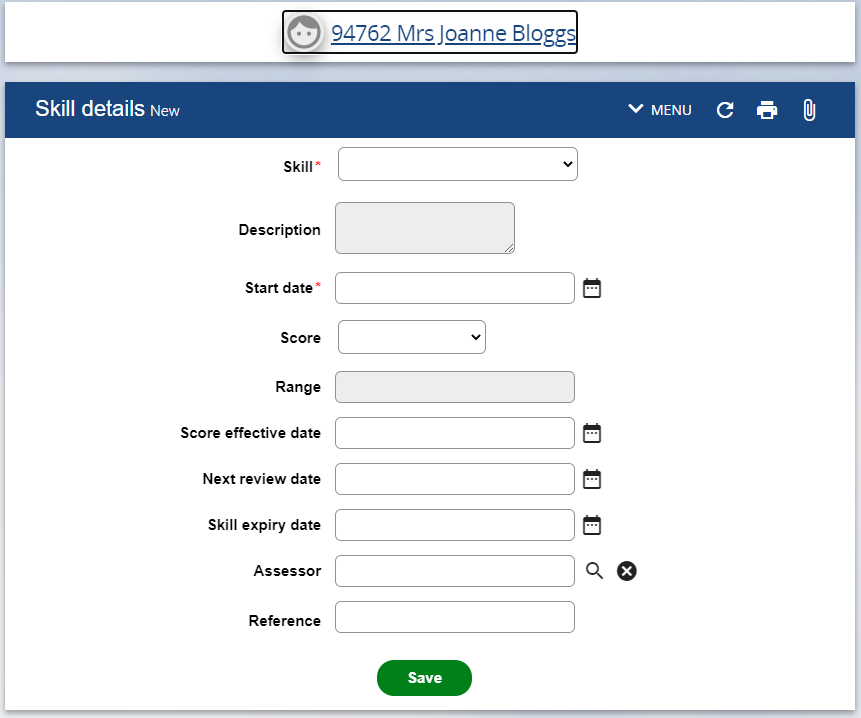 94762 Mrs Joanne Bloggs
Skill details New
MENU
Skill*
Description
Start date*
Score
Range
Score effective date
Next review date
Skill expiry date
Assessor
Reference
Save